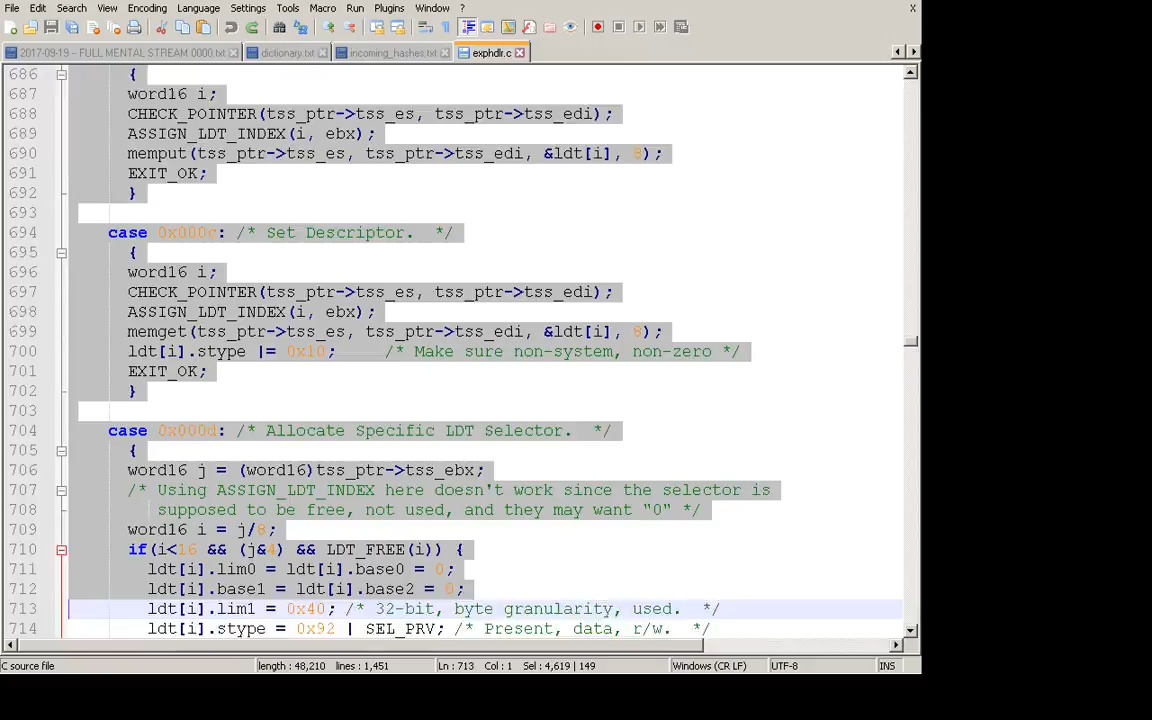 File Edit Search View Encoding Language Settings Tools Macro Run Plugins Window ? X
2017-09-19 - FULL MENTAL STREAM 0000.txt dictionary.txt incoming_hashes.txt exphdlr.c
686 {
687 word16 i;
688 CHECK_POINTER(tss_ptr->tss_es, tss_ptr->tss_edi);
689 ASSIGN_LDT_INDEX(i, ebx);
690 memput(tss_ptr->tss_es, tss_ptr->tss_edi, &ldt[i], 8);
691 EXIT_OK;
692 }
693
694 case 0x000c: /* Set Descriptor.  */
695 {
696 word16 i;
697 CHECK_POINTER(tss_ptr->tss_es, tss_ptr->tss_edi);
698 ASSIGN_LDT_INDEX(i, ebx);
699 memget(tss_ptr->tss_es, tss_ptr->tss_edi, &ldt[i], 8);
700 ldt[i].stype |= 0x10;     /* Make sure non-system, non-zero */
701 EXIT_OK;
702 }
703
704 case 0x000d: /* Allocate Specific LDT Selector.  */
705 {
706 word16 j = (word16)tss_ptr->tss_ebx;
707 /* Using ASSIGN_LDT_INDEX here doesn't work since the selector is
708 supposed to be free, not used, and they may want "0" */
709 word16 i = j/8;
710 if(i<16 && (j&4) && LDT_FREE(i)) {
711 ldt[i].lim0 = ldt[i].base0 = 0;
712 ldt[i].base1 = ldt[i].base2 = 0;
713 ldt[i].lim1 = 0x40; /* 32-bit, byte granularity, used.  */
714 ldt[i].stype = 0x92 | SEL_PRV; /* Present, data, r/w.  */
C source file length : 48,210 lines : 1,451 Ln : 713 Col : 1 Sel : 4,619 | 149 Windows (CR LF) UTF-8 INS